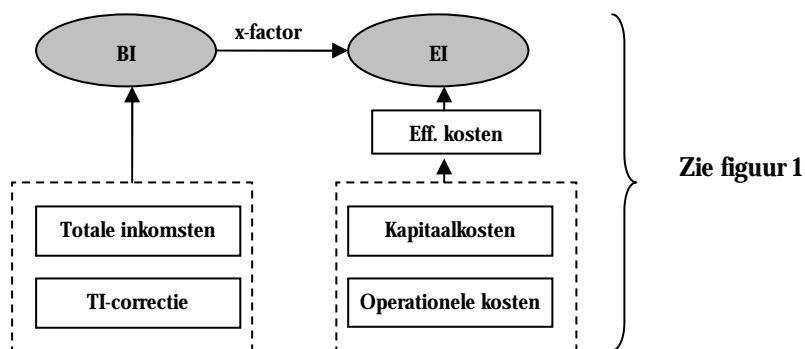 BI
x-factor
EI
Eff. kosten
Zie figuur 1
Totale inkomsten
Kapitaalkosten
TI-correctie
Operationele kosten